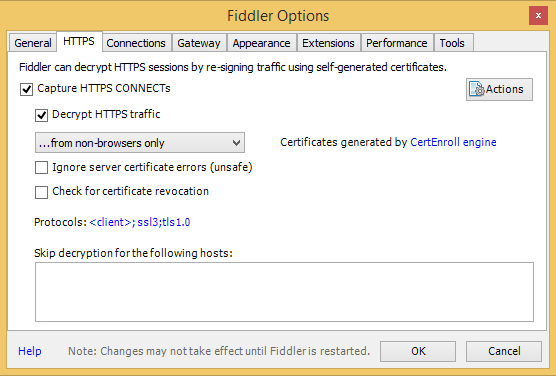 Fiddler Options
General HTTPS Connections Gateway Appearance Extensions Performance Tools
Fiddler can decrypt HTTPS sessions by re-signing traffic using self-generated certificates.
Capture HTTPS CONNECTs
Actions
Decrypt HTTPS traffic
...from non-browsers only
Certificates generated by CertEnroll engine
Ignore server certificate errors (unsafe)
Check for certificate revocation
Protocols: <client>;ssl3;tls1.0
Skip decryption for the following hosts:
Help Note: Changes may not take effect until Fiddler is restarted. OK Cancel